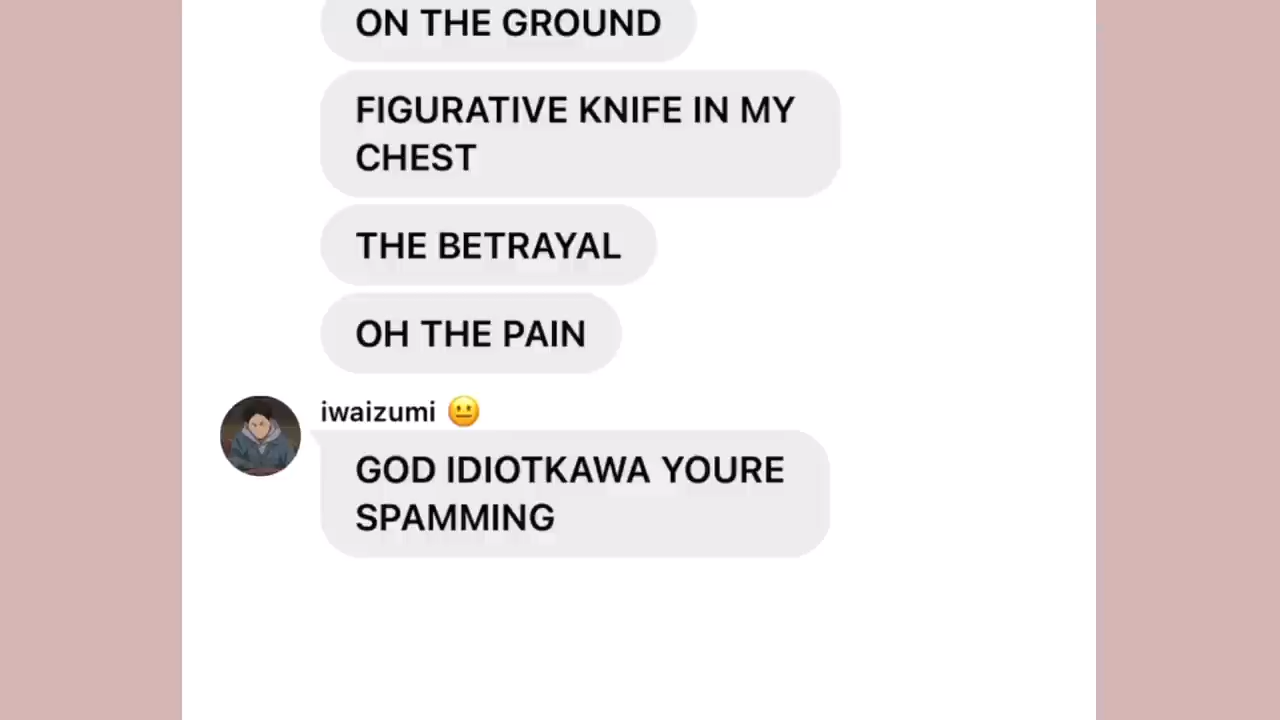 ON THE GROUND
FIGURATIVE KNIFE IN MY
CHEST
THE BETRAYAL
OH THE PAIN
iwaizumi 😐
GOD IDIOTKAWA YOURE
SPAMMING